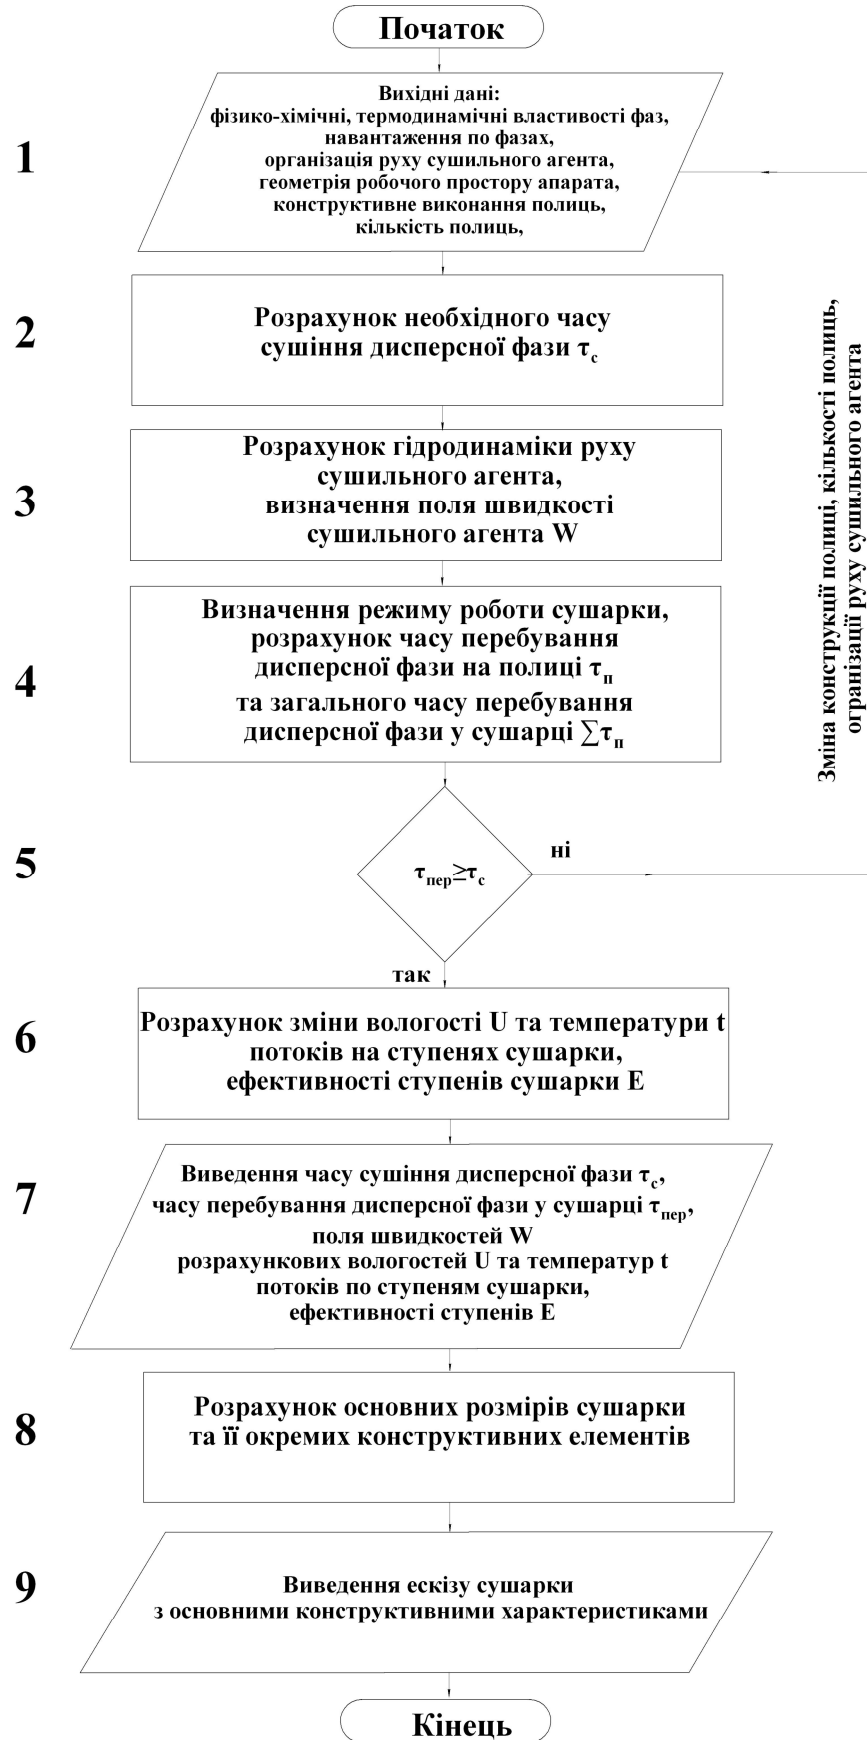 Початок
1
Вихідні дані:
фізико-хімічні, термодинамічні властивості фаз,
навантаження по фазах,
організація руху сушильного агента,
геометрія робочого простору апарата,
конструктивне виконання полиць,
кількість полиць,
2
Розрахунок необхідного часу
сушіння дисперсної фази τс
3
Розрахунок гідродинаміки руху
сушильного агента,
визначення поля швидкості
сушильного агента W
4
Визначення режиму роботи сушарки,
розрахунок часу перебування
дисперсної фази на полиці τп
та загального часу перебування
дисперсної фази у сушарці ∑τп
5
τпер≥τс
ні
так
Зміна конструкції полиці, кількості полиць,
огранізації руху сушильного агента
6
Розрахунок зміни вологості U та температури t
потоків на ступенях сушарки,
ефективності ступенів сушарки E
7
Виведення часу сушіння дисперсної фази τс,
часу перебування дисперсної фази у сушарці τпер,
поля швидкостей W
розрахункових вологостей U та температур t
потоків по ступеням сушарки,
ефективності ступенів E
8
Розрахунок основних розмірів сушарки
та її окремих конструктивних елементів
9
Виведення ескізу сушарки
з основними конструктивними характеристиками
Кінець